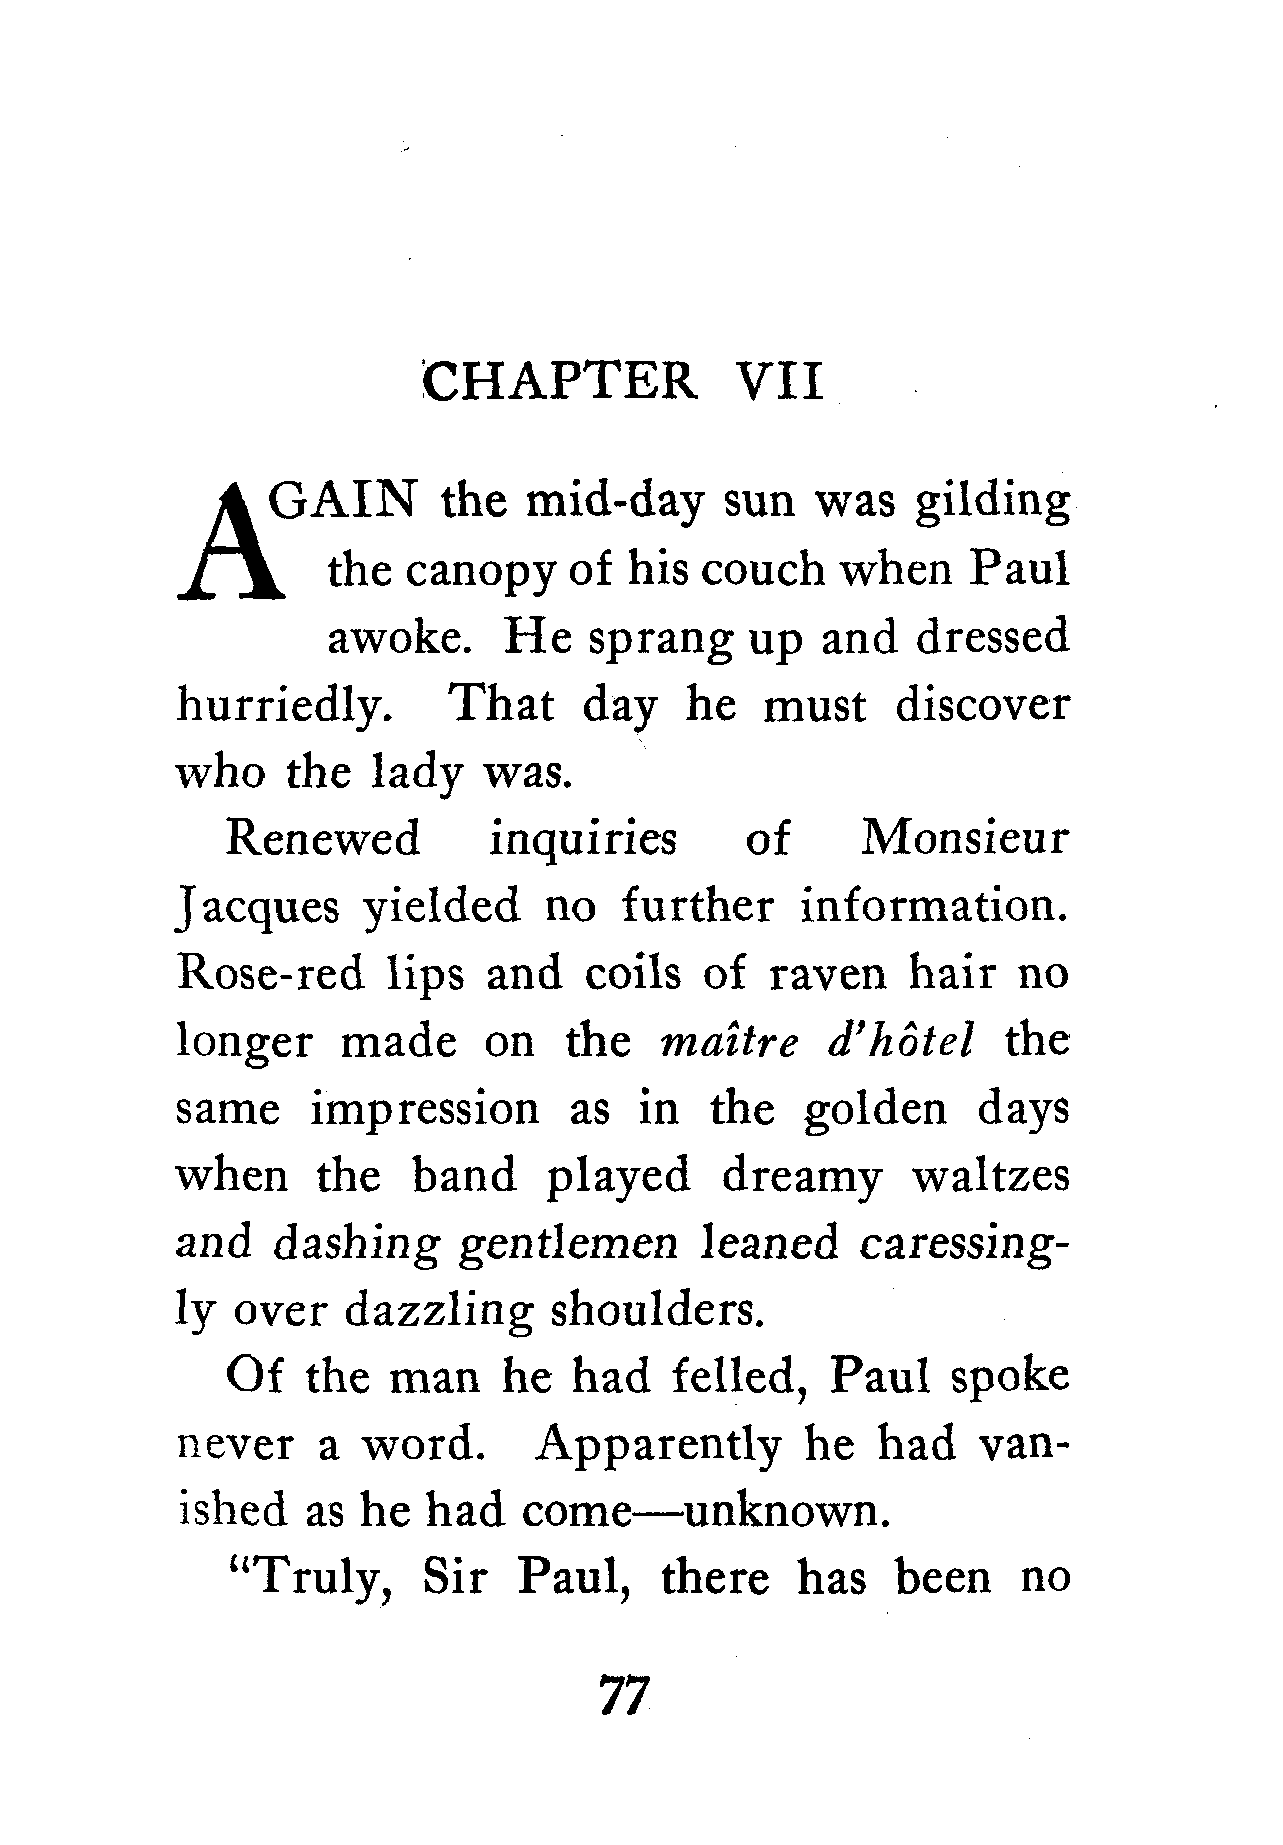 CHAPTER VII
AGAIN the mid-day sun was gilding
the canopy of his couch when Paul
awoke. He sprang up and dressed
hurriedly. That day he must discover
who the lady was.
Renewed inquiries of Monsieur
Jacques yielded no further information.
Rose-red lips and coils of raven hair no
longer made on the maître d'hôtel the
same impression as in the golden days
when the band played dreamy waltzes
and dashing gentlemen leaned caressing-
ly over dazzling shoulders.
Of the man he had felled, Paul spoke
never a word. Apparently he had van-
ished as he had come—unknown.
"Truly, Sir Paul, there has been no
77